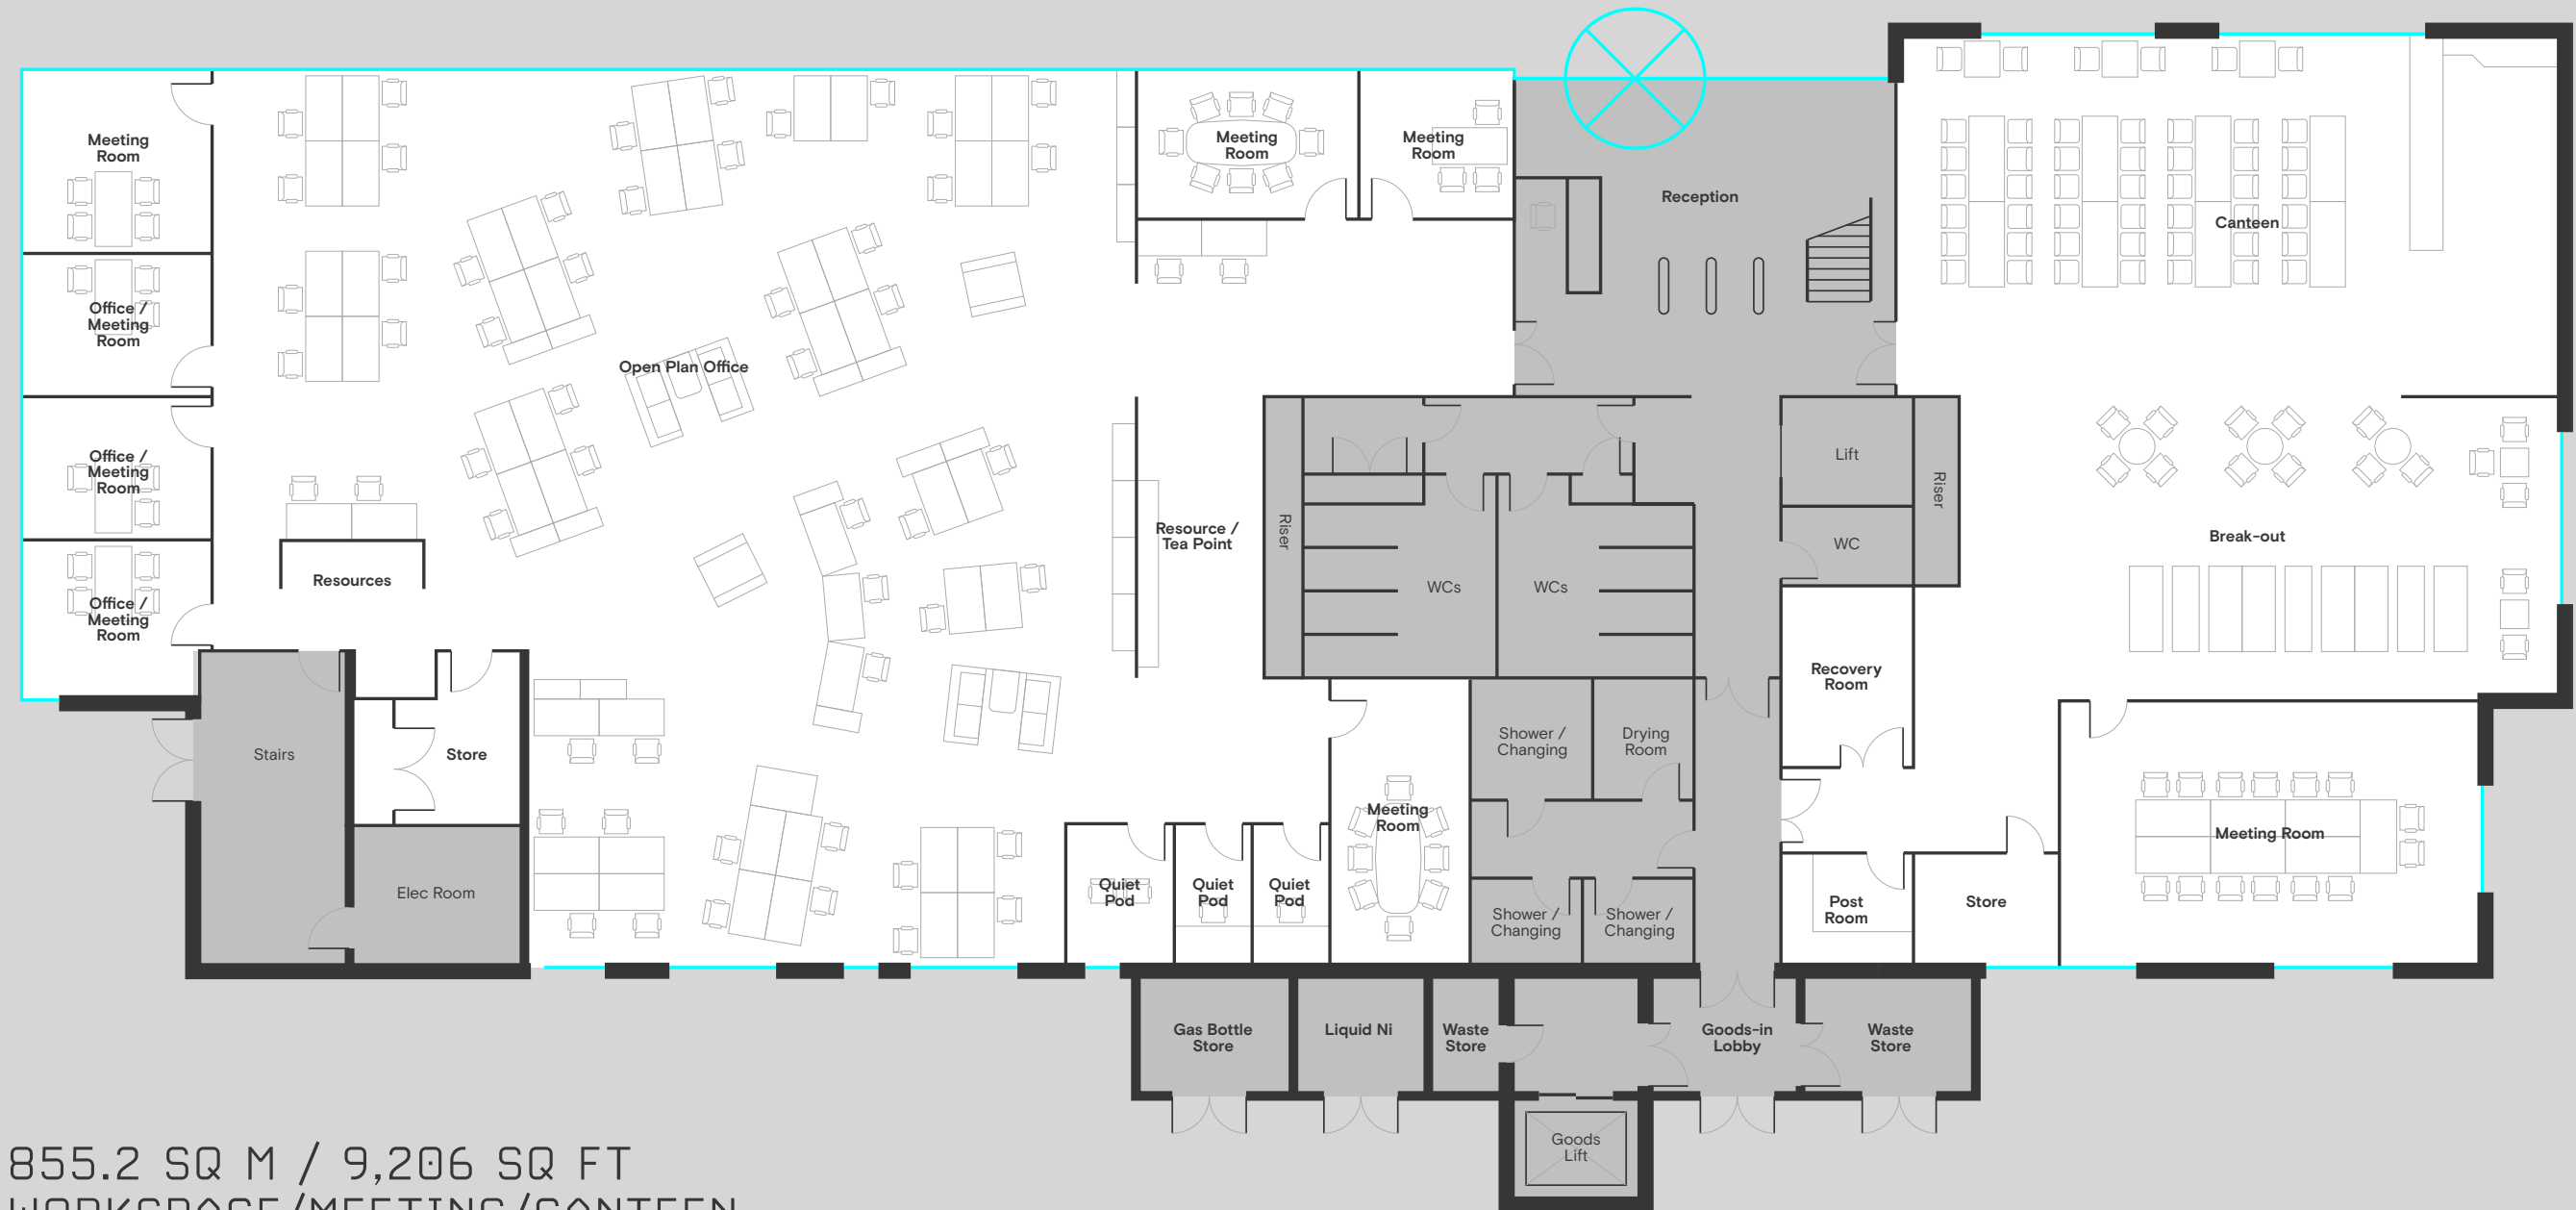 Meeting
Room
Office /
Meeting
Room
Office /
Meeting
Room
Office /
Meeting
Room
Resources
Open Plan Office
Meeting
Room
Meeting
Room
Reception
Canteen
Resource /
Tea Point
Riser
WCs
WCs
Lift
WC
Riser
Break-out
Recovery
Room
Stairs
Store
Elec Room
Quiet
Pod
Quiet
Pod
Quiet
Pod
Meeting
Room
Shower /
Changing
Drying
Room
Shower /
Changing
Shower /
Changing
Post
Room
Store
Meeting Room
Gas Bottle
Store
Liquid Ni
Waste
Store
Goods-in
Lobby
Waste
Store
Goods
Lift
855.2 SQ M / 9,206 SQ FT
WORKSPACE/MEETING/CANTEEN